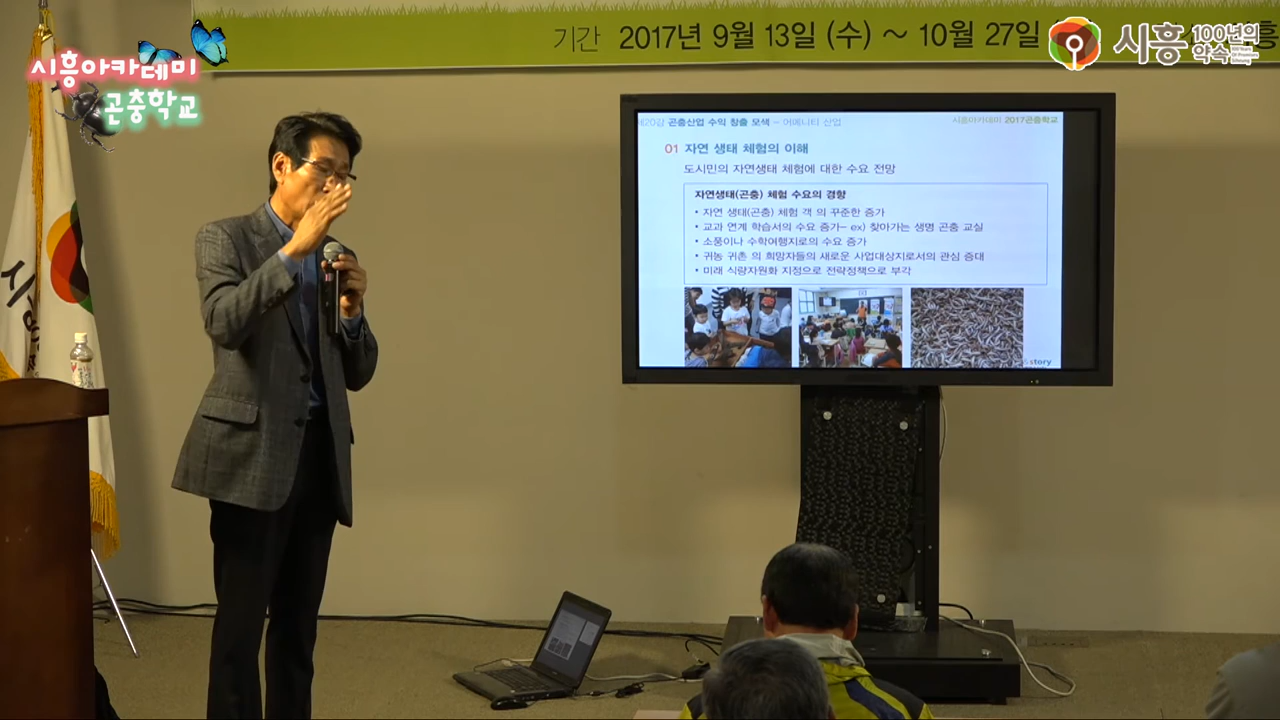 기간 2017년 9월 13일 (수) ~ 10월 27일
시흥
100년의
약속
시흥아카데미
곤충학교
20강 곤충산업 수익 창출 모색 - 어메니티 산업
시흥아카데미 2017곤충학교
01 자연 생태 체험의 이해
도시민의 자연생태 체험에 대한 수요 전망
자연생태(곤충) 체험 수요의 경향
• 자연 생태(곤충) 체험 객 의 꾸준한 증가
• 교과 연계 학습서의 수요 증가- ex) 찾아가는 생명 곤충 교실
• 소풍이나 수학여행지로의 수요 증가
• 귀농 귀촌 의 희망자들의 새로운 사업대상지로서의 관심 증대
• 미래 식량자원화 지정으로 전략정책으로 부각
story